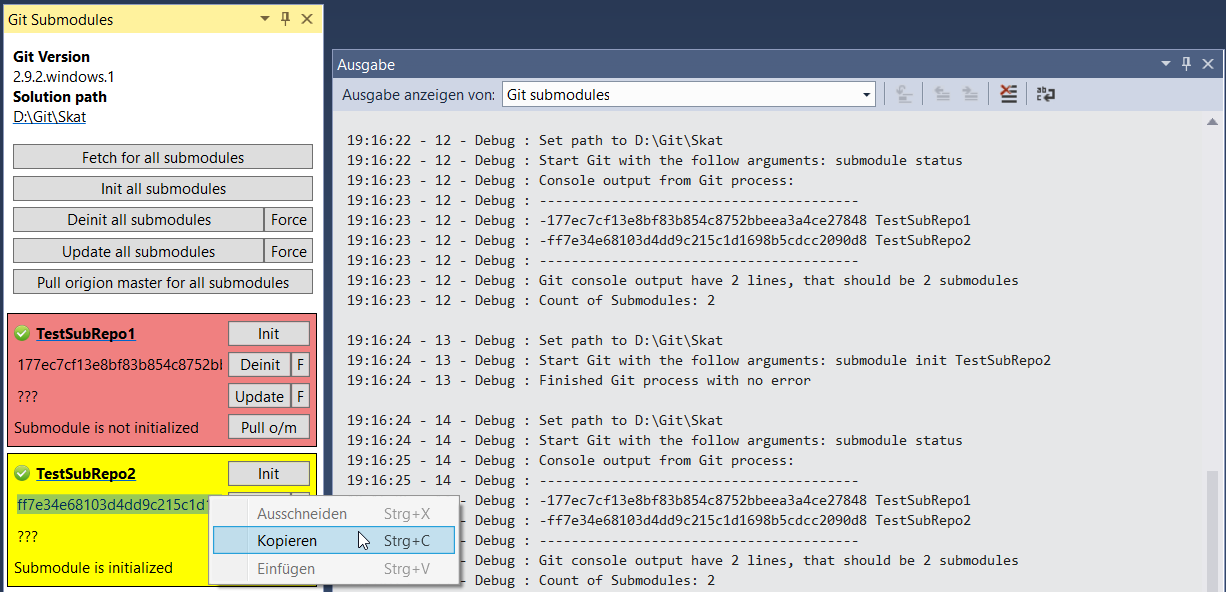 Git Submodules
Git Version
2.9.2.windows.1
Solution path
D:\Git\Skat
Fetch for all submodules
Init all submodules
Deinit all submodules Force
Update all submodules Force
Pull origion master for all submodules
TestSubRepo1 Init
177ec7cf13e8bf83b854c8752bl Deinit F
??? Update F
Submodule is not initialized Pull o/m
TestSubRepo2 Init
ff7e34e68103d4dd9c215c1d1
???
Submodule is initialized
Ausschneiden Strg+X
Kopieren Strg+C
Einfügen Strg+V
Ausgabe
Ausgabe anzeigen von: Git submodules
19:16:22 - 12 - Debug : Set path to D:\Git\Skat
19:16:22 - 12 - Debug : Start Git with the follow arguments: submodule status
19:16:23 - 12 - Debug : Console output from Git process:
19:16:23 - 12 - Debug : ----------------------------------------
19:16:23 - 12 - Debug : -177ec7cf13e8bf83b854c8752bbeea3a4ce27848 TestSubRepo1
19:16:23 - 12 - Debug : -ff7e34e68103d4dd9c215c1d1698b5cdcc2090d8 TestSubRepo2
19:16:23 - 12 - Debug : ----------------------------------------
19:16:23 - 12 - Debug : Git console output have 2 lines, that should be 2 submodules
19:16:23 - 12 - Debug : Count of Submodules: 2
19:16:24 - 13 - Debug : Set path to D:\Git\Skat
19:16:24 - 13 - Debug : Start Git with the follow arguments: submodule init TestSubRepo2
19:16:24 - 13 - Debug : Finished Git process with no error
19:16:24 - 14 - Debug : Set path to D:\Git\Skat
19:16:24 - 14 - Debug : Start Git with the follow arguments: submodule status
19:16:25 - 14 - Debug : Console output from Git process:
19:16:25 - 14 - Debug : ----------------------------------------
- Debug : -177ec7cf13e8bf83b854c8752bbeea3a4ce27848 TestSubRepo1
- Debug : -ff7e34e68103d4dd9c215c1d1698b5cdcc2090d8 TestSubRepo2
- Debug : ----------------------------------------
- Debug : Git console output have 2 lines, that should be 2 submodules
- Debug : Count of Submodules: 2